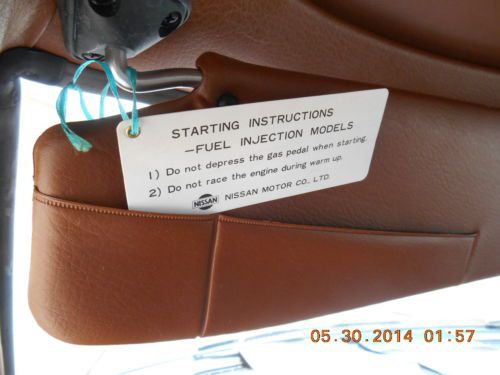 STARTING INSTRUCTIONS
—FUEL INJECTION MODELS
1) Do not depress the gas pedal when starting.
2) Do not race the engine during warm up.
NISSAN NISSAN MOTOR CO., LTD.
05.30.2014 01:57